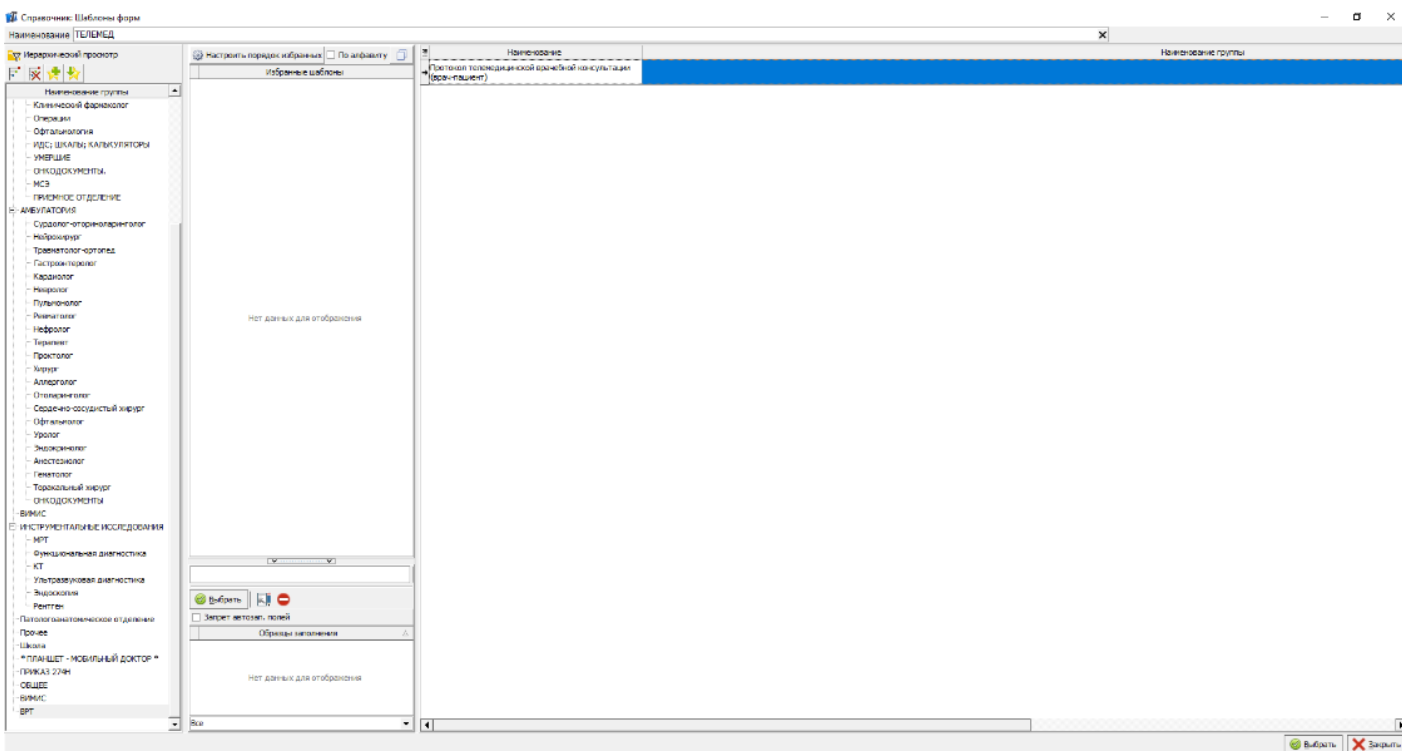 Справочник: Шаблоны форм
Наименование ТЕЛЕМЕД
Иерархический просмотр
Наименование группы
Клинический фармаколог
Операции
Офтальмология
ИДС; ШКАЛЫ; КАЛЬКУЛЯТОРЫ
УМЕРШИЕ
ОНКОДОКУМЕНТЫ.
МСЭ
ПРИЕМНОЕ ОТДЕЛЕНИЕ
АМБУЛАТОРИЯ
Сурдолог-оториноларинголог
Нейрохирург
Травматолог-ортопед
Гастроэнтеролог
Кардиолог
Невролог
Пульмонолог
Ревматолог
Нефролог
Терапевт
Проктолог
Хирург
Аллерголог
Отоларинголог
Сердечно-сосудистый хирург
Офтальмолог
Уролог
Эндокринолог
Анестезиолог
Гематолог
Торакальный хирург
ОНКОДОКУМЕНТЫ
ВИМИС
ИНСТРУМЕНТАЛЬНЫЕ ИССЛЕДОВАНИЯ
МРТ
Функциональная диагностика
КТ
Ультразвуковая диагностика
Эндоскопия
Рентген
Патологоанатомическое отделение
Прочее
Школа
* ПЛАНШЕТ - МОБИЛЬНЫЙ ДОКТОР *
ПРИКАЗ 274Н
ОБЩЕЕ
ВИМИС
ВРТ
Настроить порядок избранных По алфавиту
Избранные шаблоны
Нет данных для отображения
Выбрать
Запрет автозап. полей
Образцы заполнения
Нет данных для отображения
Все
Наименование
Наименование группы
Протокол телемедицинской врачебной консультации
(врач-пациент)
Выбрать
Закрыть